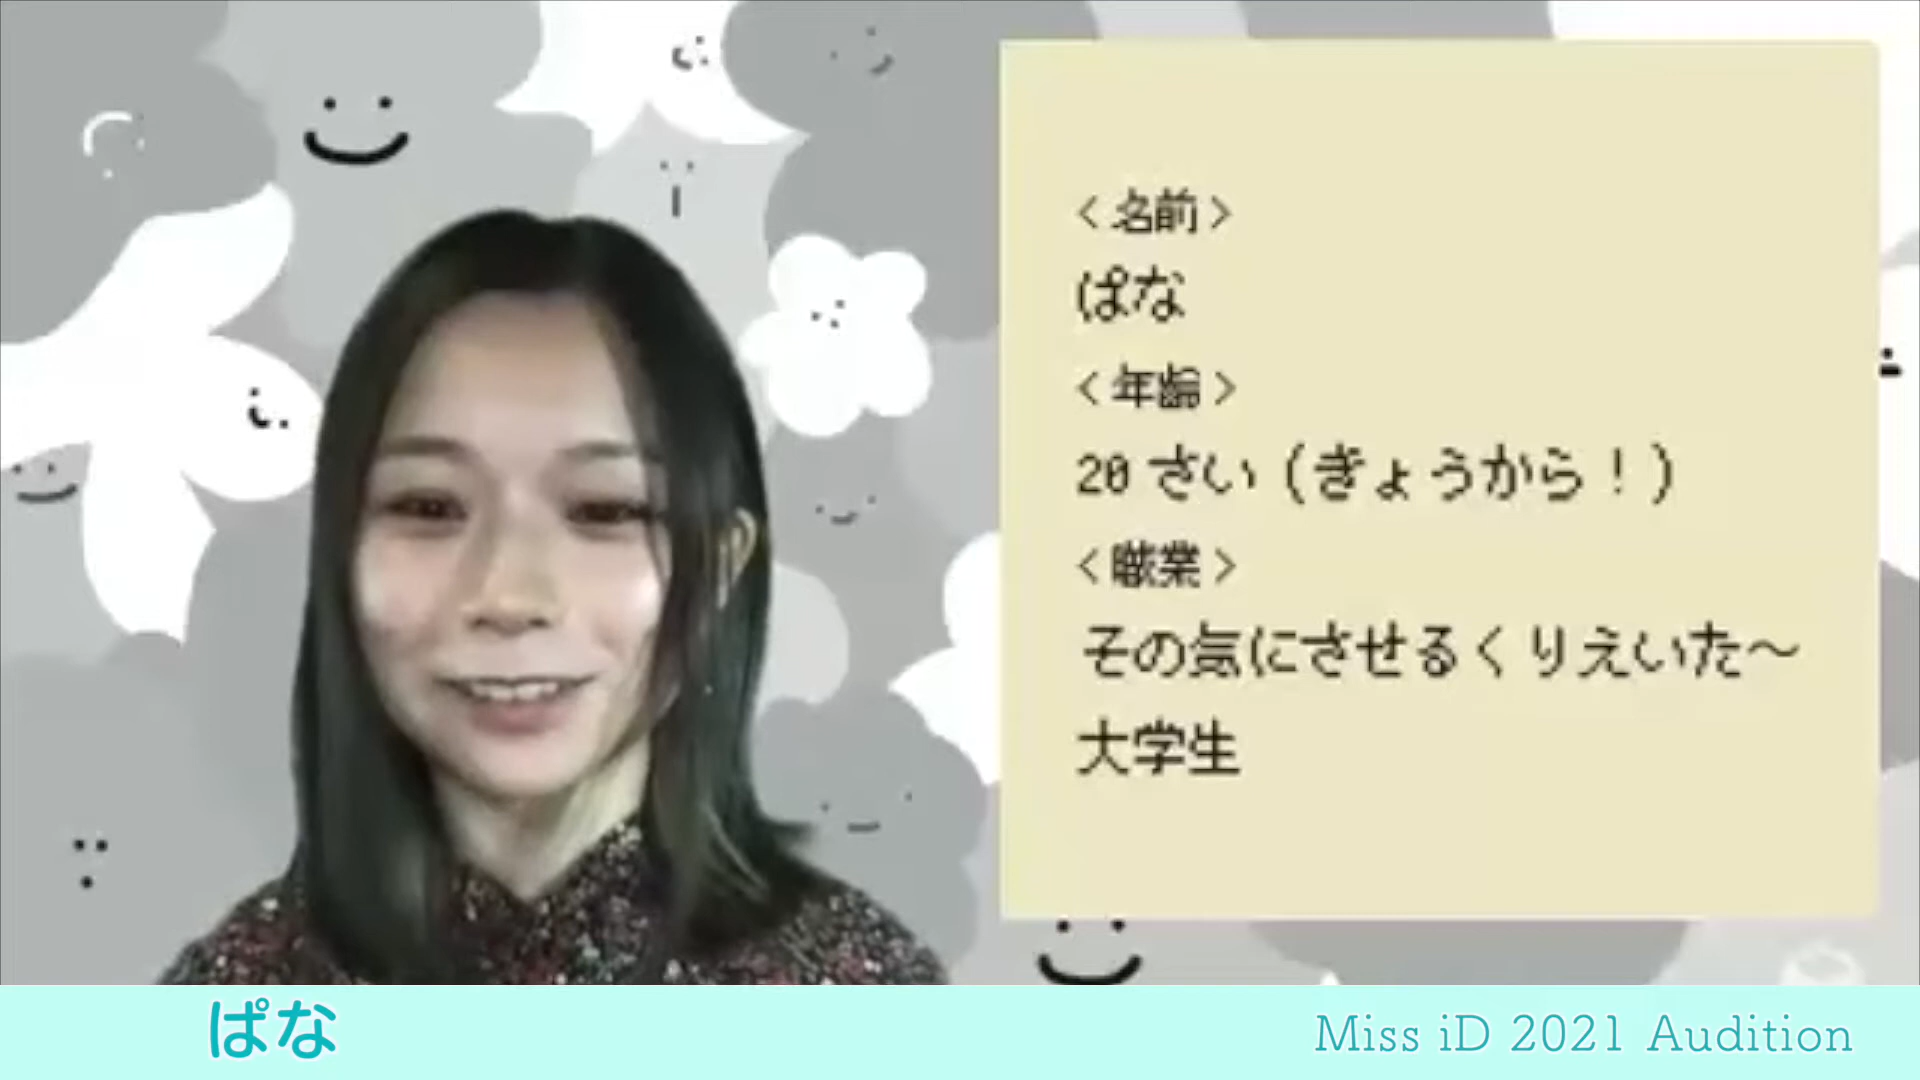 ＜名前＞
ぱな
＜年齢＞
20さい（きょうから！）
＜職業＞
その気にさせるくりえいた～
大学生
ぱな
Miss iD 2021 Audition